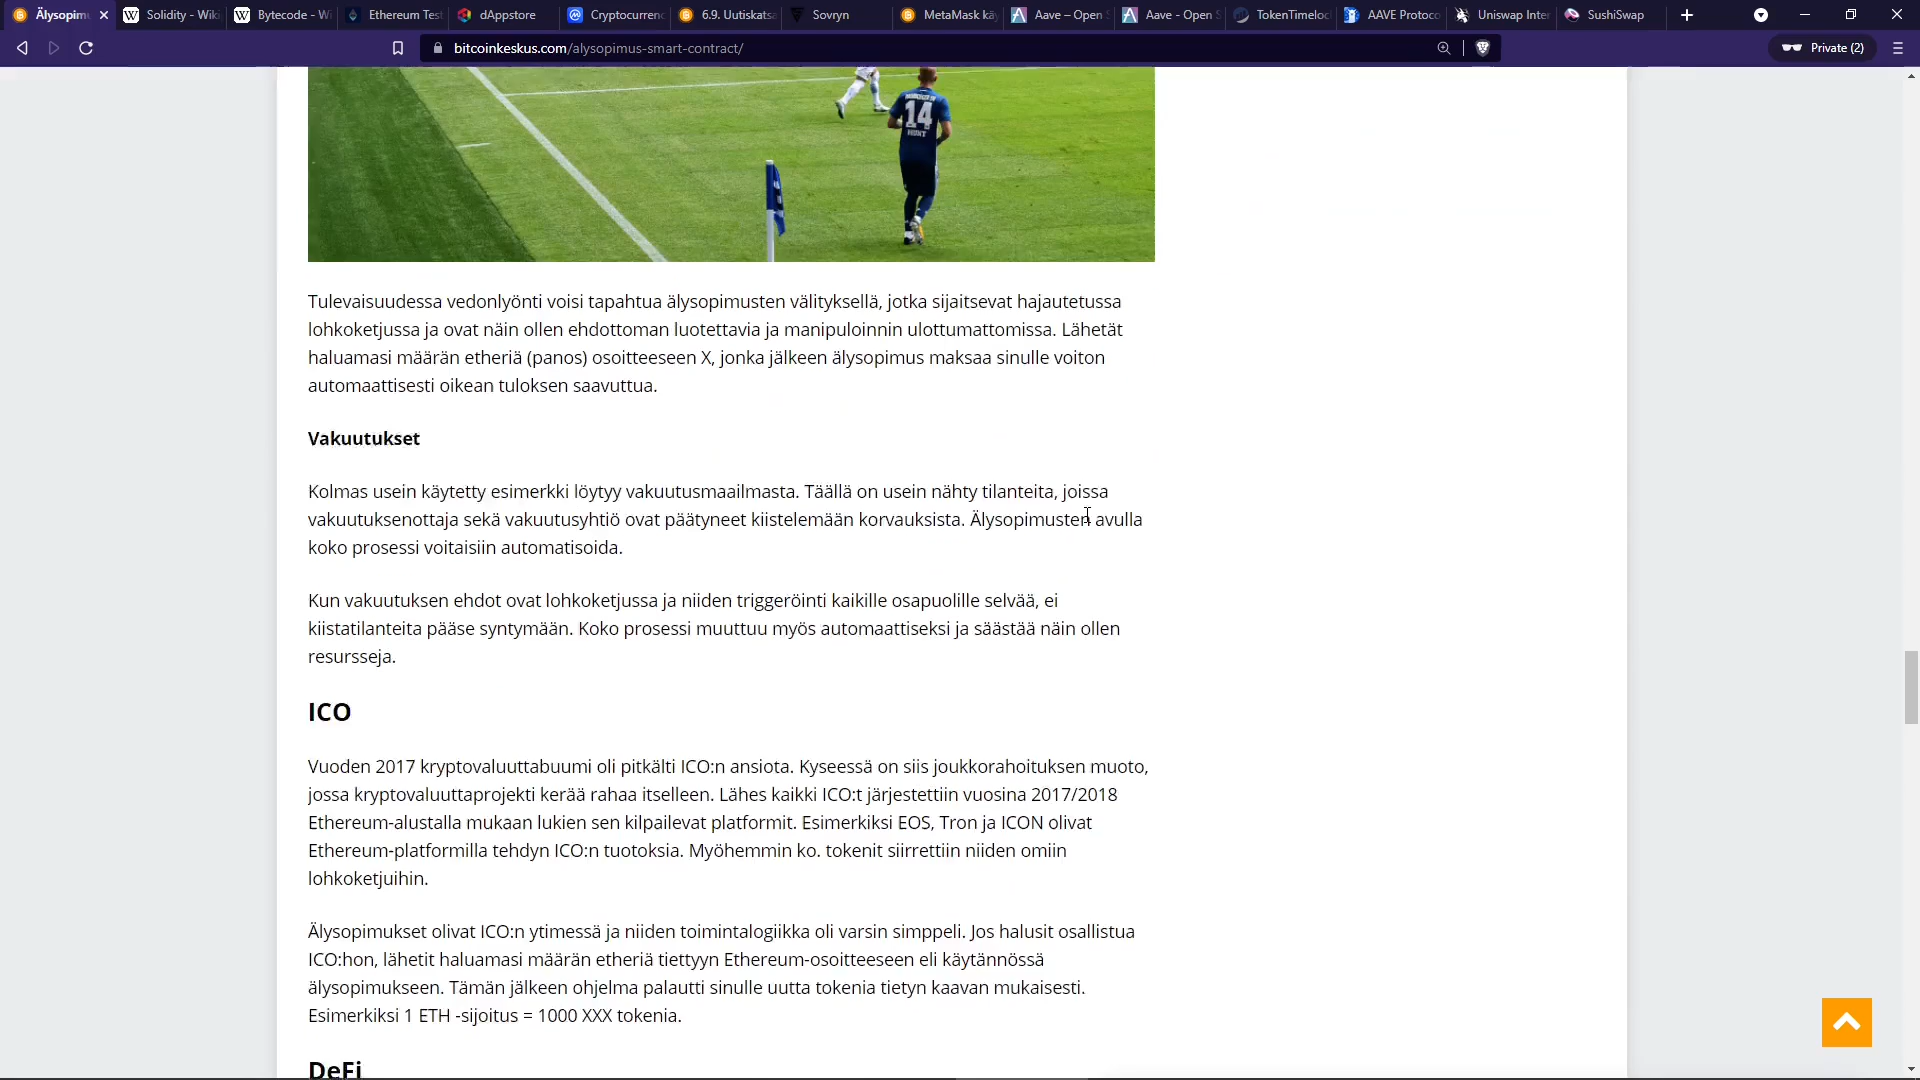 Älysopimu
Solidity - Wiki
Bytecode - Wi
Ethereum Test
dAppstore
Cryptocurrenc
6.9. Uutiskatsa
Sovryn
MetaMask kä
Aave – Open S
Aave - Open S
TokenTimeloc
AAVE Protoco
Uniswap Inter
SushiSwap
bitcoinkeskus.com/alysopimus-smart-contract/
Private (2)
14
HUNT
Tulevaisuudessa vedonlyönti voisi tapahtua älysopimusten välityksellä, jotka sijaitsevat hajautetussa
lohkoketjussa ja ovat näin ollen ehdottoman luotettavia ja manipuloinnin ulottumattomissa. Lähetät
haluamasi määrän etheriä (panos) osoitteeseen X, jonka jälkeen älysopimus maksaa sinulle voiton
automaattisesti oikean tuloksen saavuttua.
Vakuutukset
Kolmas usein käytetty esimerkki löytyy vakuutusmaailmasta. Täällä on usein nähty tilanteita, joissa
vakuutuksenottaja sekä vakuutusyhtiö ovat päätyneet kiistelemään korvauksista. Älysopimusten avulla
koko prosessi voitaisiin automatisoida.
Kun vakuutuksen ehdot ovat lohkoketjussa ja niiden triggeröinti kaikille osapuolille selvää, ei
kiistatilanteita pääse syntymään. Koko prosessi muuttuu myös automaattiseksi ja säästää näin ollen
resursseja.
ICO
Vuoden 2017 kryptovaluuttabuumi oli pitkälti ICO:n ansiota. Kyseessä on siis joukkorahoituksen muoto,
jossa kryptovaluuttaprojekti kerää rahaa itselleen. Lähes kaikki ICO:t järjestettiin vuosina 2017/2018
Ethereum-alustalla mukaan lukien sen kilpailevat platformit. Esimerkiksi EOS, Tron ja ICON olivat
Ethereum-platformilla tehdyn ICO:n tuotoksia. Myöhemmin ko. tokenit siirrettiin niiden omiin
lohkoketjuihin.
Älysopimukset olivat ICO:n ytimessä ja niiden toimintalogiikka oli varsin simppeli. Jos halusit osallistua
ICO:hon, lähetit haluamasi määrän etheriä tiettyyn Ethereum-osoitteeseen eli käytännössä
älysopimukseen. Tämän jälkeen ohjelma palautti sinulle uutta tokenia tietyn kaavan mukaisesti.
Esimerkiksi 1 ETH -sijoitus = 1000 XXX tokenia.
DeFi